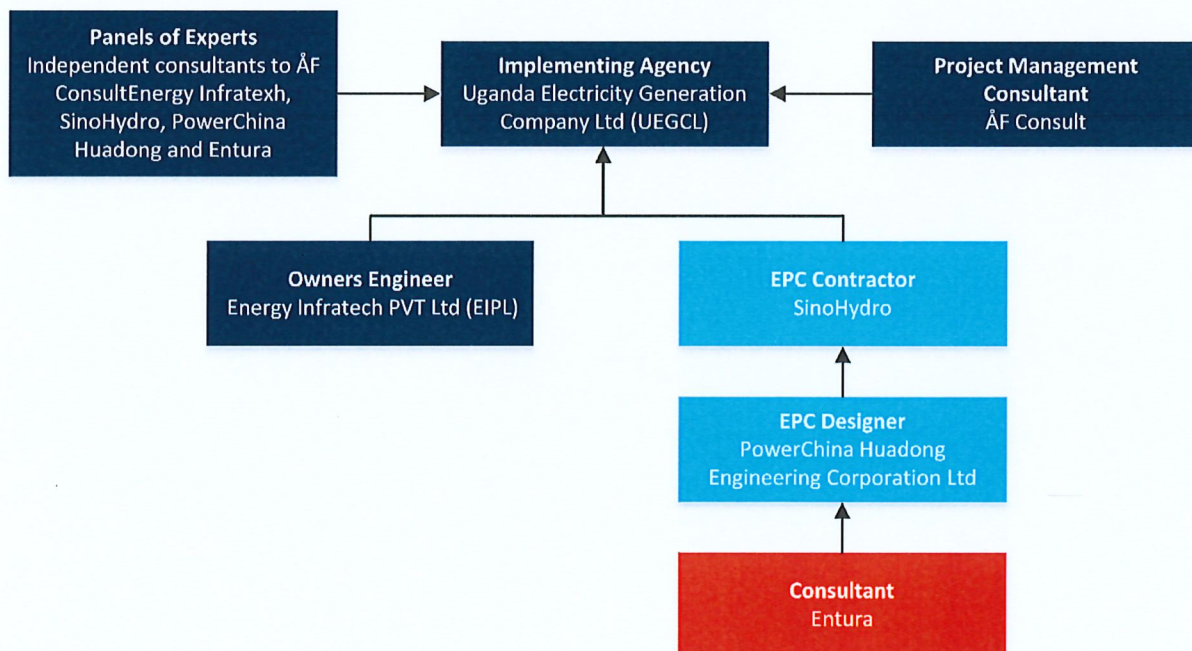 Panels of Experts
Independent consultants to ÅF
ConsultEnergy Infratexh,
SinoHydro, PowerChina
Huadong and Entura
Implementing Agency
Uganda Electricity Generation
Company Ltd (UEGCL)
Project Management
Consultant
ÅF Consult
Owners Engineer
Energy Infratech PVT Ltd (EIPL)
EPC Contractor
SinoHydro
EPC Designer
PowerChina Huadong
Engineering Corporation Ltd
Consultant
Entura